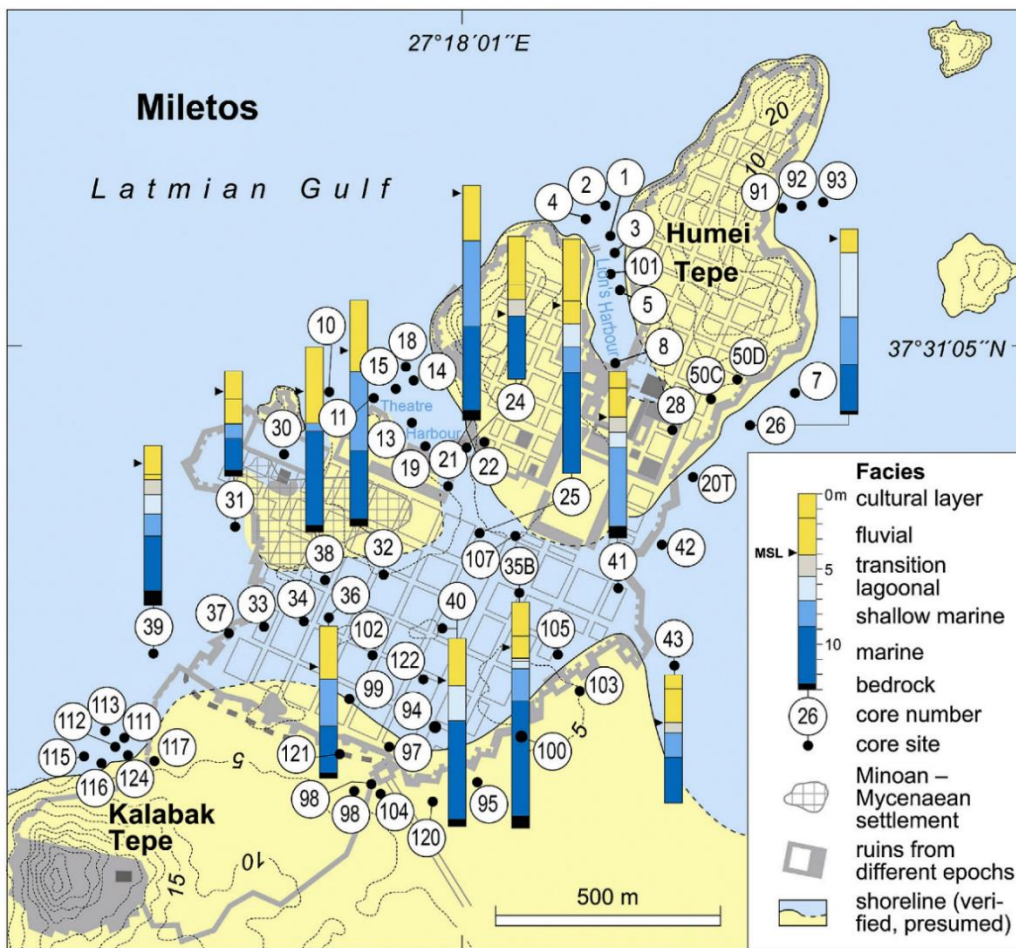 27°18´01´´E
Miletos
Latmian Gulf
20
10
91
92
93
2
1
4
3
Humei
Tepe
101
Lion's Harbour
5
10
18
15
14
8
50D
37°31´05´´N
50C
7
11
Theatre
Harbour
24
28
26
13
30
19
21
22
25
20T
31
38
32
107
35B
41
42
39
37
33
34
36
40
102
105
43
122
99
103
113
112
111
94
5
115
117
121
97
100
5
116
124
98
95
98
104
120
Kalabak
Tepe
10
15
500 m
Facies
0m
cultural layer
fluvial
MSL
transition
5
lagoonal
shallow marine
10
marine
bedrock
26
core number
core site
Minoan –
Mycenaean
settlement
ruins from
different epochs
shoreline (veri-
fied, presumed)